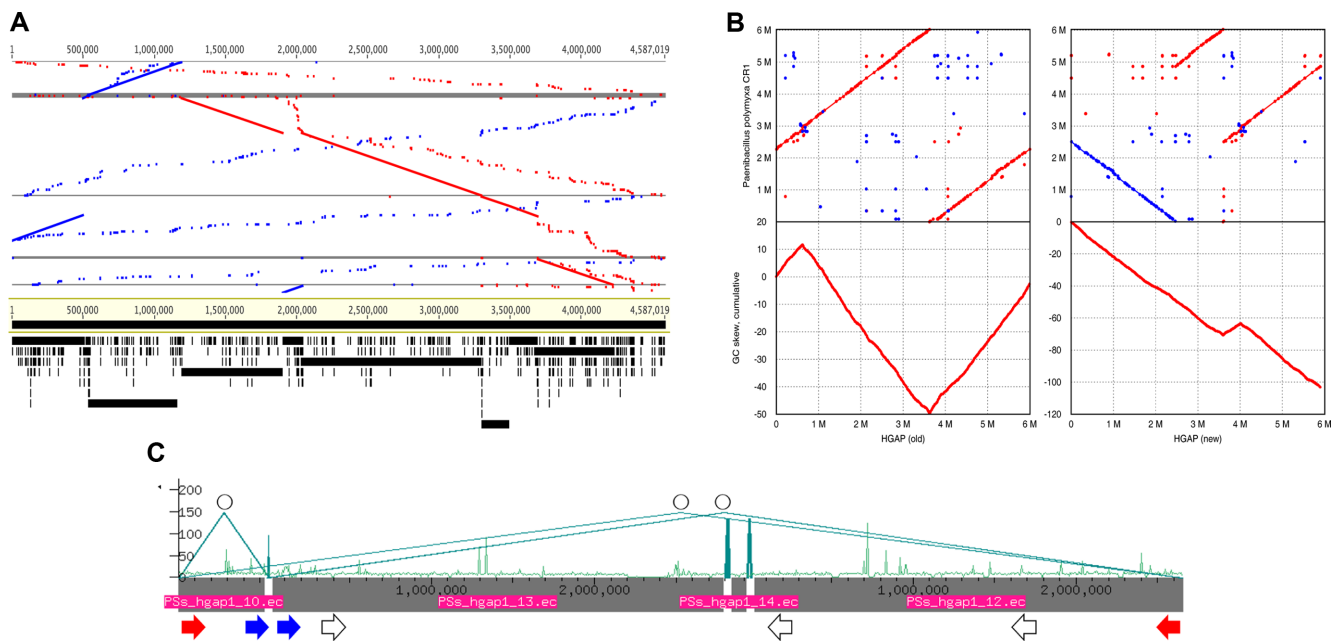 A
1
500,000 1,000,000 1,500,000 2,000,000 2,500,000 3,000,000 3,500,000 4,000,000 4,587,019
1
500,000 1,000,000 1,500,000 2,000,000 2,500,000 3,000,000 3,500,000 4,000,000 4,587,019
B
Paenibacillus polymyxa CR1
6 M
5 M
4 M
3 M
2 M
1 M
20
10
0
-10
-20
-30
-40
-50
GC skew, cumulative
0 1 M 2 M 3 M 4 M 5 M 6 M
HGAP (old)
6 M
5 M
4 M
3 M
2 M
1 M
0
-20
-40
-60
-80
-100
-120
0 1 M 2 M 3 M 4 M 5 M 6 M
HGAP (new)
C
200
150
100
50
0
1,000,000 2,000,000 1,000,000 2,000,000
PSs_hgap1_10.ec PSs_hgap1_13.ec PSs_hgap1_14.ec PSs_hgap1_12.ec